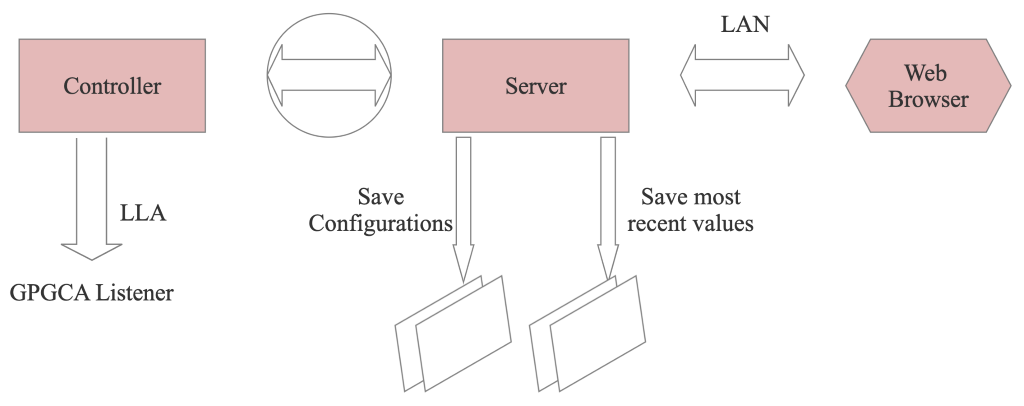 LAN
Controller
Server
Web
Browser
LLA
Save
Configurations
Save most
recent values
GPGCA Listener